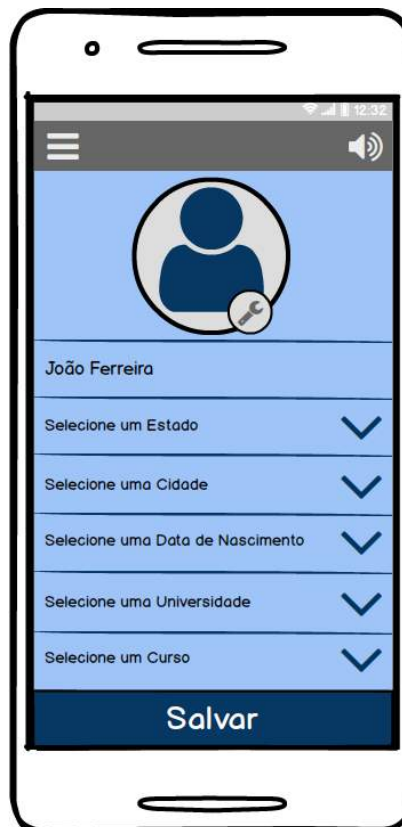 12:32
João Ferreira
Selecione um Estado
Selecione uma Cidade
Selecione uma Data de Nascimento
Selecione uma Universidade
Selecione um Curso
Salvar